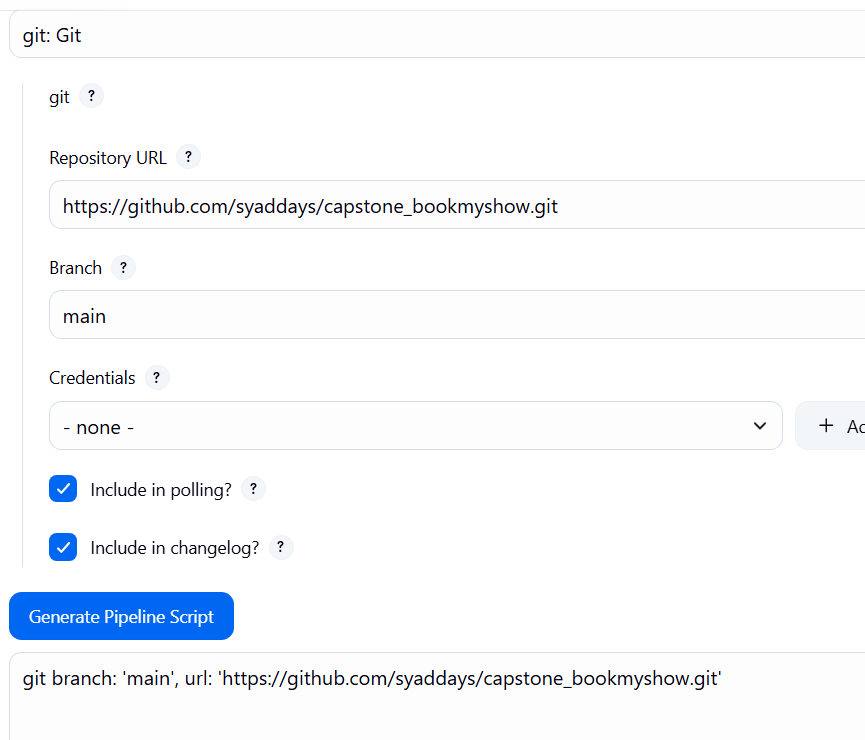 git: Git
git ?
Repository URL ?
https://github.com/syaddays/capstone_bookmyshow.git
Branch ?
main
Credentials ?
- none -
+ Ad
Include in polling? ?
Include in changelog? ?
Generate Pipeline Script
git branch: 'main', url: 'https://github.com/syaddays/capstone_bookmyshow.git'